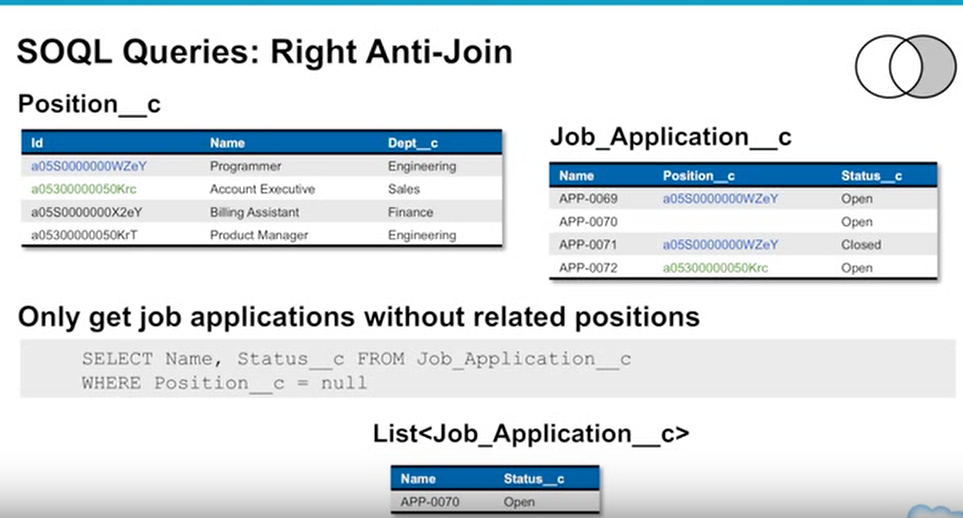 SOQL Queries: Right Anti-Join
Position__c
Id Name Dept__c
a05S0000000WZeY Programmer Engineering
a05300000050Krc Account Executive Sales
a05S0000000X2eY Billing Assistant Finance
a05300000050KrT Product Manager Engineering
Job_Application__c
Name Position__c Status__c
APP-0069 a05S0000000WZeY Open
APP-0070 Open
APP-0071 a05S0000000WZeY Closed
APP-0072 a05300000050Krc Open
Only get job applications without related positions
SELECT Name, Status__c FROM Job_Application__c
WHERE Position__c = null
List<Job_Application__c>
Name Status__c
APP-0070 Open